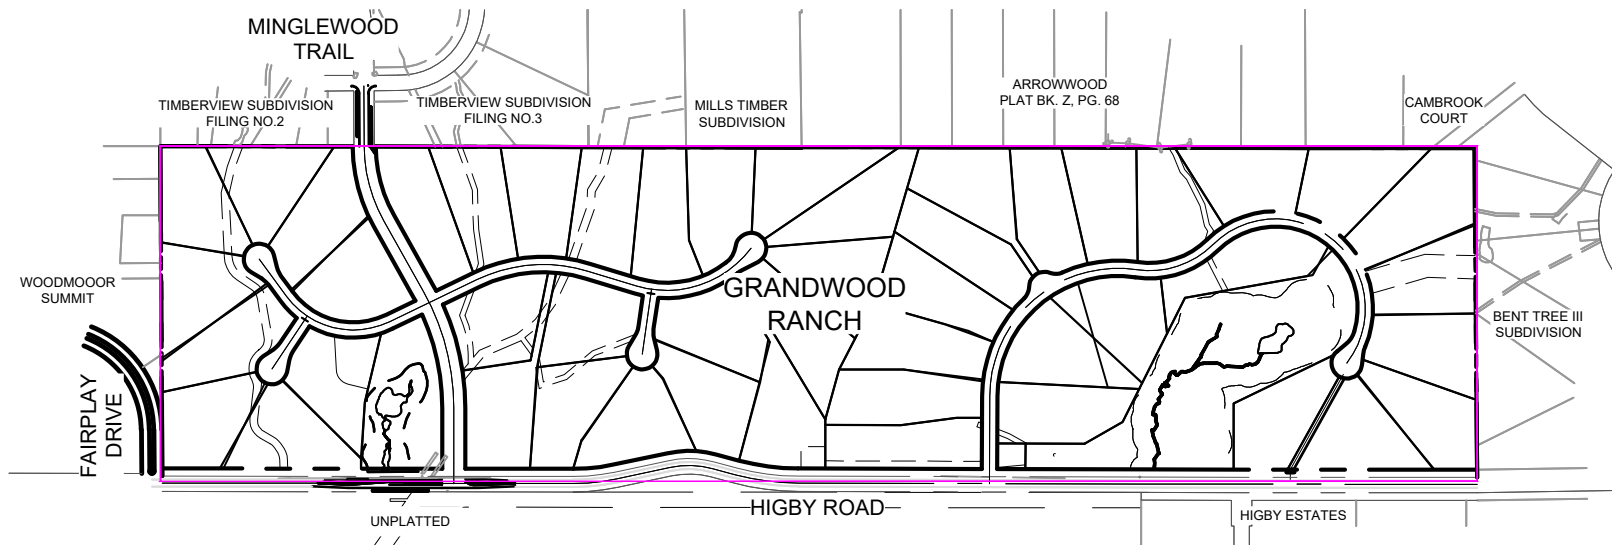 MINGLEWOOD
TRAIL
TIMBERVIEW SUBDIVISION
FILING NO.2
TIMBERVIEW SUBDIVISION
FILING NO.3
MILLS TIMBER
SUBDIVISION
ARROWWOOD
PLAT BK. Z, PG. 68
CAMBROOK
COURT
WOODMOOOR
SUMMIT
GRANDWOOD
RANCH
BENT TREE III
SUBDIVISION
FAIRPLAY
DRIVE
HIGBY ROAD
UNPLATTED
HIGBY ESTATES